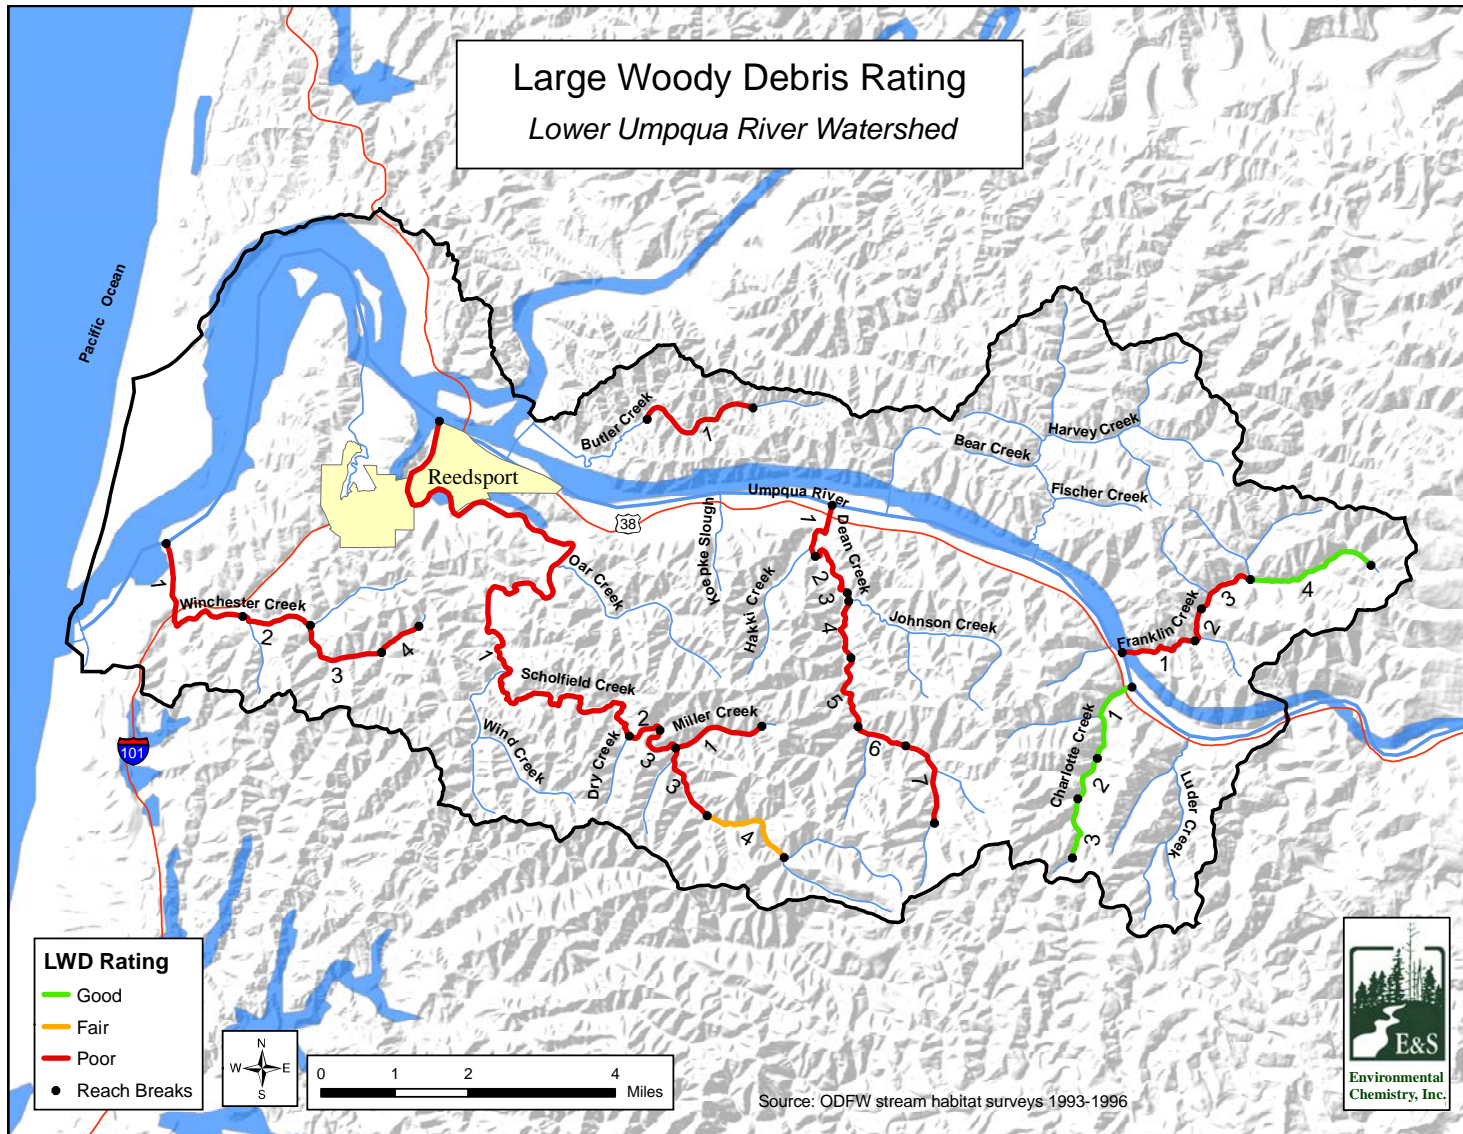 Large Woody Debris Rating
Lower Umpqua River Watershed
Pacific Ocean
Butler Creek
1
Harvey Creek
Bear Creek
Fischer Creek
Reedsport
Umpqua River
38
Koepke Slough
1
Dean Creek
2
3
4
5
6
7
Hakki Creek
Johnson Creek
Oar Creek
1
Winchester Creek
2
3
4
Franklin Creek
1
2
3
4
1
Scholfield Creek
2
3
3
4
Miller Creek
1
Wind Creek
Dry Creek
Charlotte Creek
1
2
3
Luder Creek
101
LWD Rating
Good
Fair
Poor
Reach Breaks
N
W E
S
0 1 2 4
Miles
Source: ODFW stream habitat surveys 1993-1996
E&S
Environmental
Chemistry, Inc.